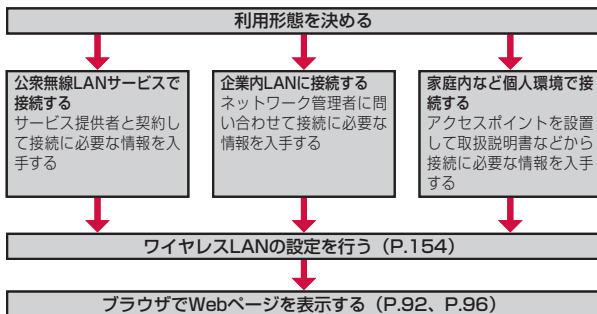 利用形態を決める
公衆無線LANサービスで
接続する
サービス提供者と契約し
て接続に必要な情報を入
手する
企業内LANに接続する
ネットワーク管理者に問
い合わせて接続に必要な
情報を入手する
家庭内など個人環境で接
続する
アクセスポイントを設置
して取扱説明書などから
接続に必要な情報を入手
する
ワイヤレスLANの設定を行う（P.154）
ブラウザでWebページを表示する（P.92、P.96）